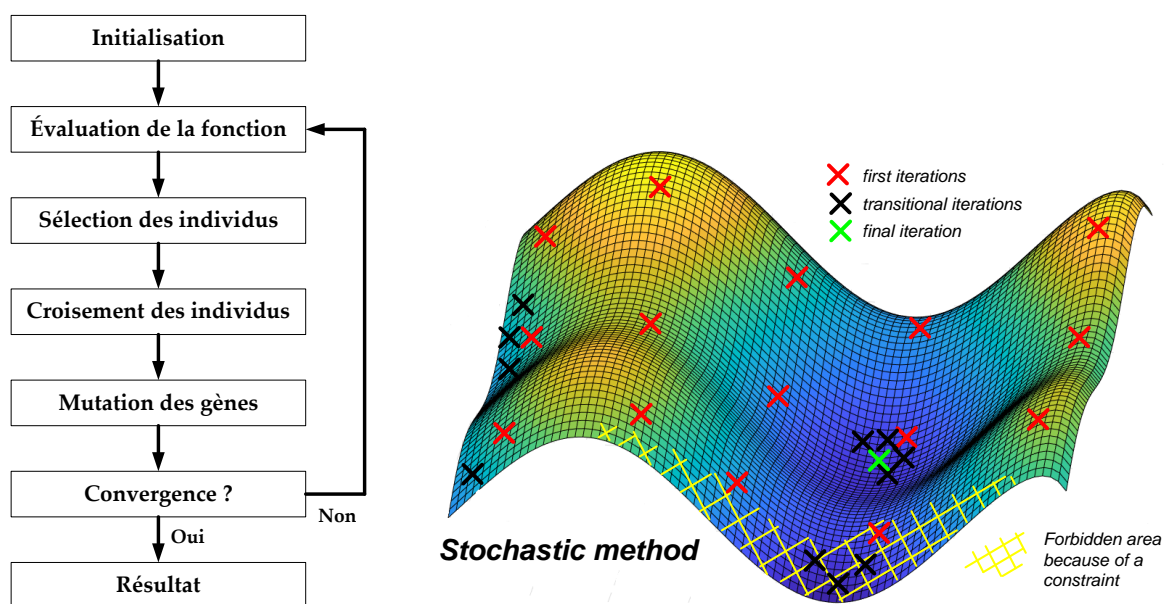 Initialisation
Évaluation de la fonction
Sélection des individus
Croisement des individus
Mutation des gènes
Convergence ?
Non
Oui
Résultat
first iterations
transitional iterations
final iteration
Stochastic method
Forbidden area
because of a
constraint